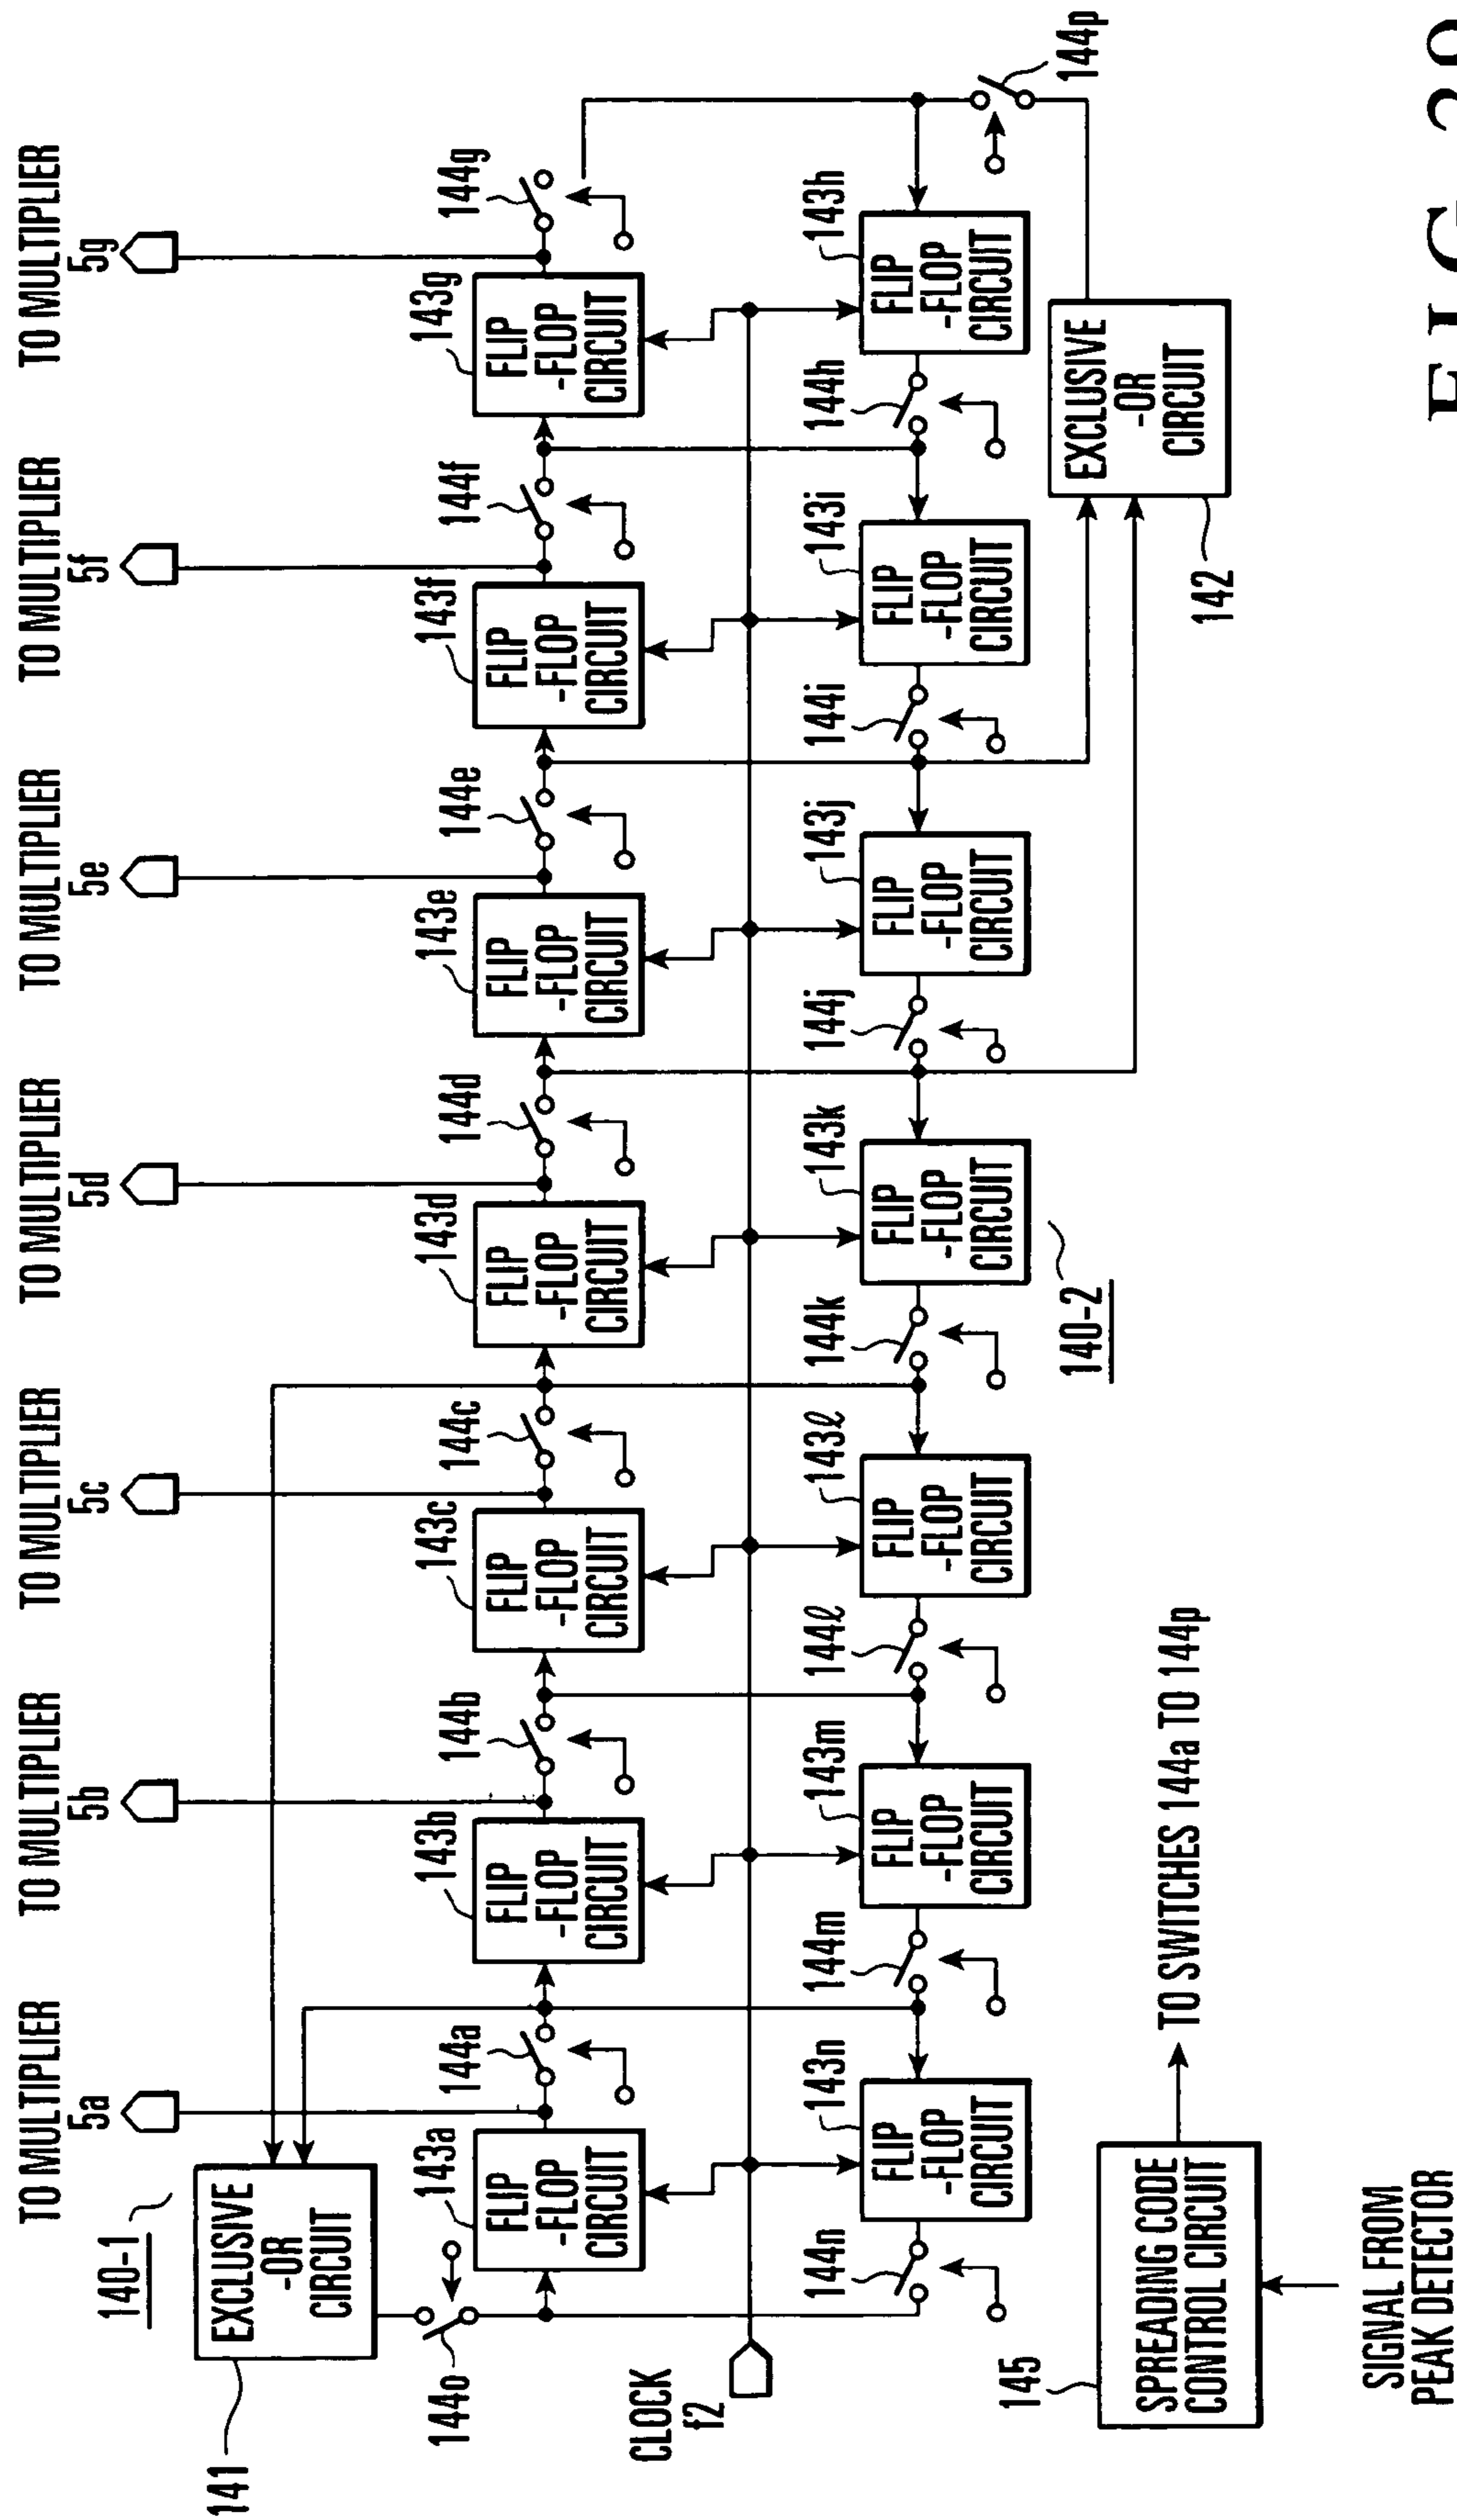 TO MULTIPLIER
5a
TO MULTIPLIER
5b
TO MULTIPLIER
5c
TO MULTIPLIER
5d
TO MULTIPLIER
5e
TO MULTIPLIER
5f
TO MULTIPLIER
5g
140-1
141
EXCLUSIVE
-OR
CIRCUIT
144o
143a
FLIP
-FLOP
CIRCUIT
144a
143b
FLIP
-FLOP
CIRCUIT
144b
143c
FLIP
-FLOP
CIRCUIT
144c
143d
FLIP
-FLOP
CIRCUIT
144d
143e
FLIP
-FLOP
CIRCUIT
144e
143f
FLIP
-FLOP
CIRCUIT
144f
143g
FLIP
-FLOP
CIRCUIT
144g
CLOCK
f2
144n
143n
FLIP
-FLOP
CIRCUIT
144m
143m
FLIP
-FLOP
CIRCUIT
144ℓ
143ℓ
FLIP
-FLOP
CIRCUIT
144k
143k
FLIP
-FLOP
CIRCUIT
144j
143j
FLIP
-FLOP
CIRCUIT
144i
143i
FLIP
-FLOP
CIRCUIT
144h
143h
FLIP
-FLOP
CIRCUIT
144p
145
SPREADING CODE
CONTROL CIRCUIT
TO SWITCHES 144a TO 144p
140-2
142
EXCLUSIVE
-OR
CIRCUIT
SIGNAL FROM
PEAK DETECTOR